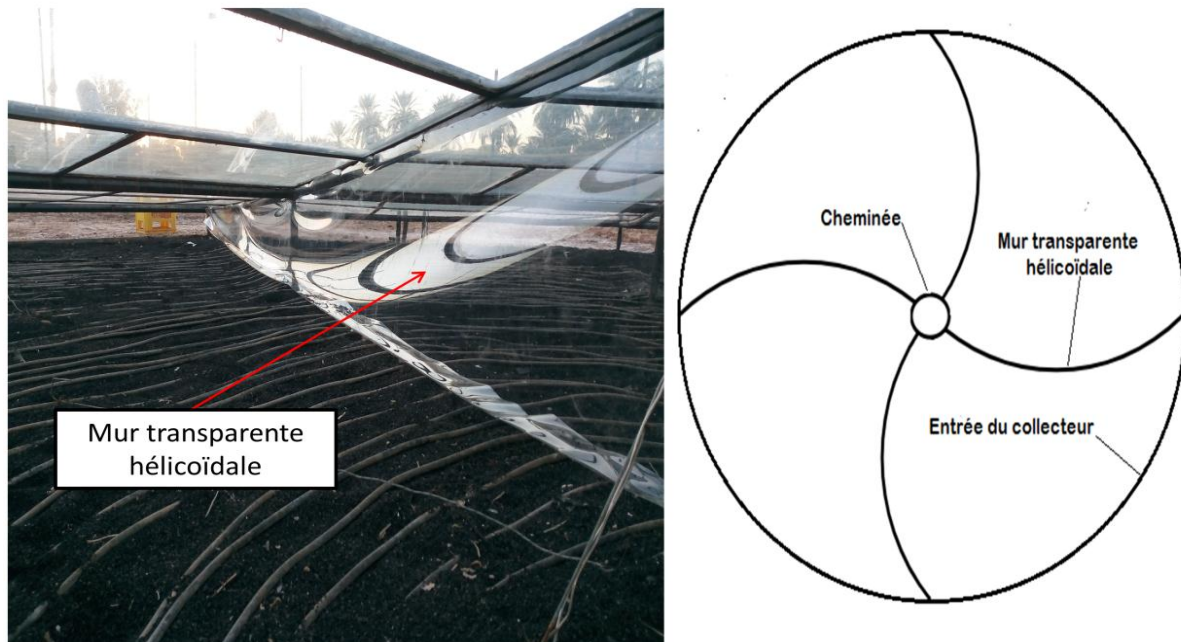 Mur transparente
hélicoïdale
Cheminée
Mur transparente
hélicoïdale
Entrée du collecteur